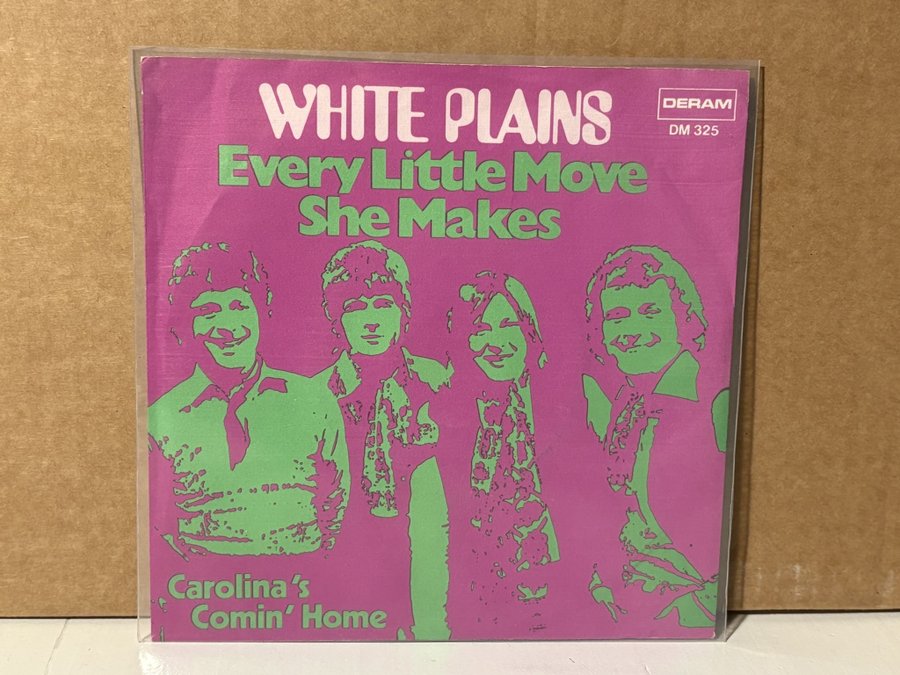 WHITE PLAINS
DERAM
DM 325
Every Little Move
She Makes
Carolina's
Comin' Home